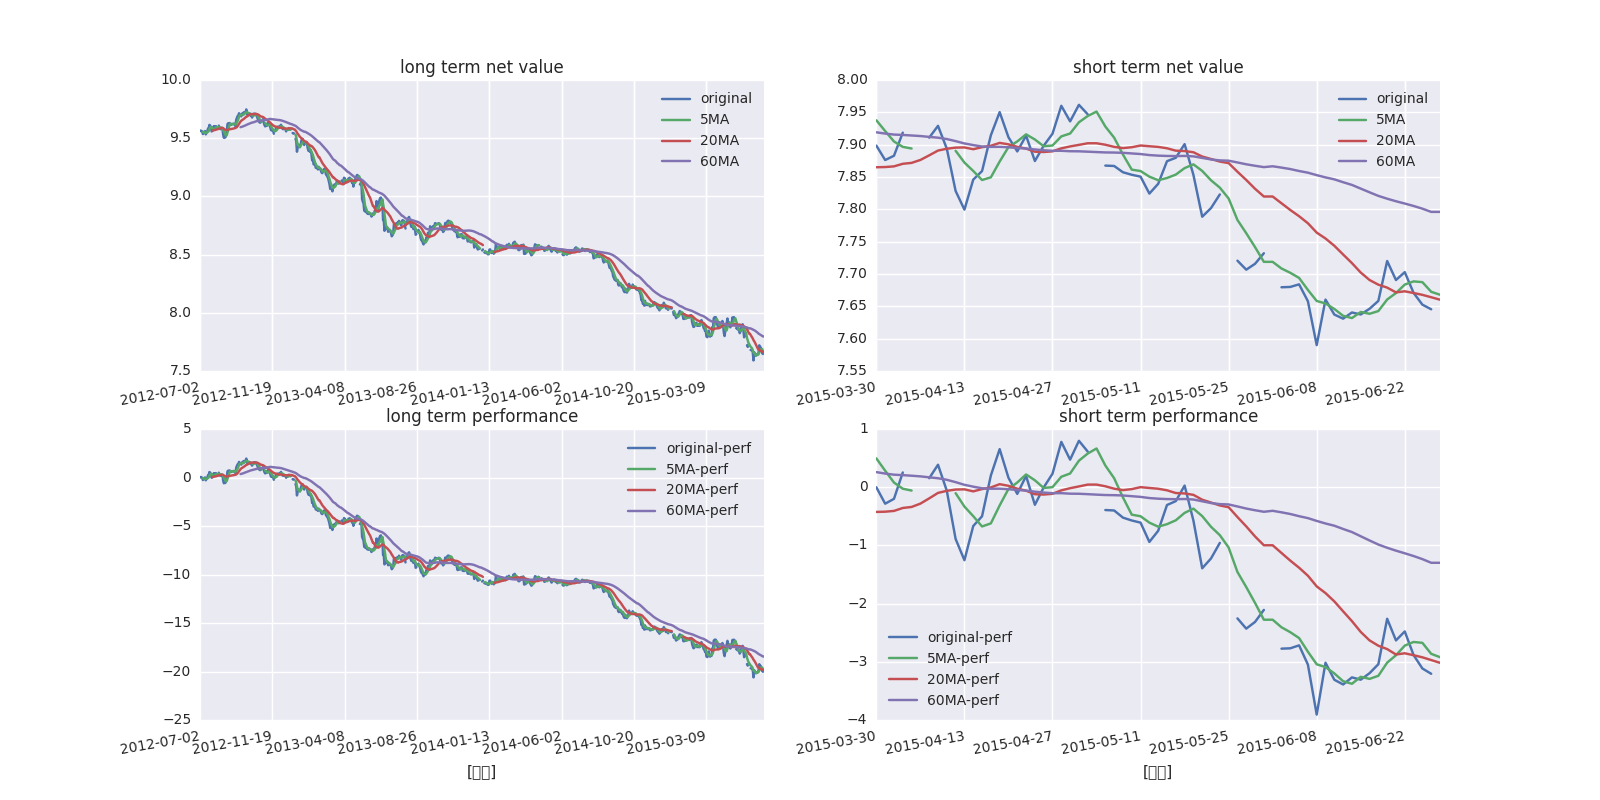 long term net value
short term net value
10.0
9.5
9.0
8.5
8.0
7.5
original
5MA
20MA
60MA
2012-07-02
2012-11-19
2013-04-08
2013-08-26
2014-01-13
2014-06-02
2014-10-20
2015-03-09
8.00
7.95
7.90
7.85
7.80
7.75
7.70
7.65
7.60
7.55
original
5MA
20MA
60MA
2015-03-30
2015-04-13
2015-04-27
2015-05-11
2015-05-25
2015-06-08
2015-06-22
long term performance
short term performance
5
0
−5
−10
−15
−20
−25
original-perf
5MA-perf
20MA-perf
60MA-perf
2012-07-02
2012-11-19
2013-04-08
2013-08-26
2014-01-13
2014-06-02
2014-10-20
2015-03-09
1
0
−1
−2
−3
−4
original-perf
5MA-perf
20MA-perf
60MA-perf
2015-03-30
2015-04-13
2015-04-27
2015-05-11
2015-05-25
2015-06-08
2015-06-22